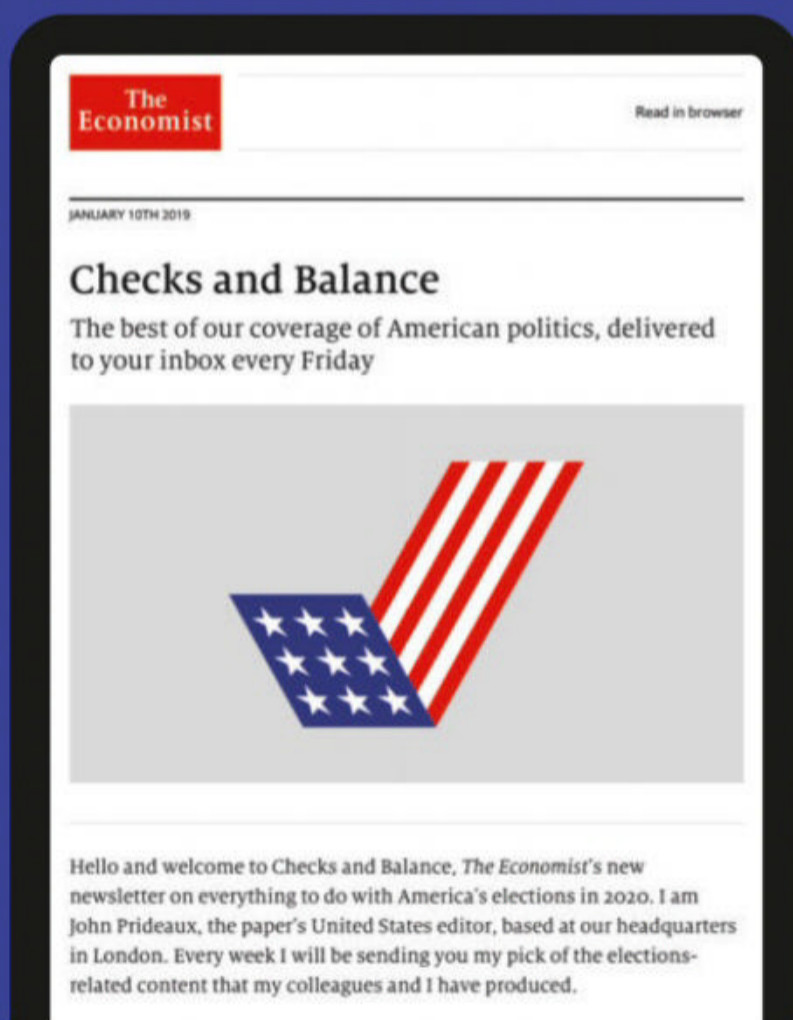 The
Economist
Read in browser
JANUARY 10TH 2019
Checks and Balance
The best of our coverage of American politics, delivered
to your inbox every Friday
Hello and welcome to Checks and Balance, The Economist's new
newsletter on everything to do with America's elections in 2020. I am
John Prideaux, the paper's United States editor, based at our headquarters
in London. Every week I will be sending you my pick of the elections-
related content that my colleagues and I have produced.